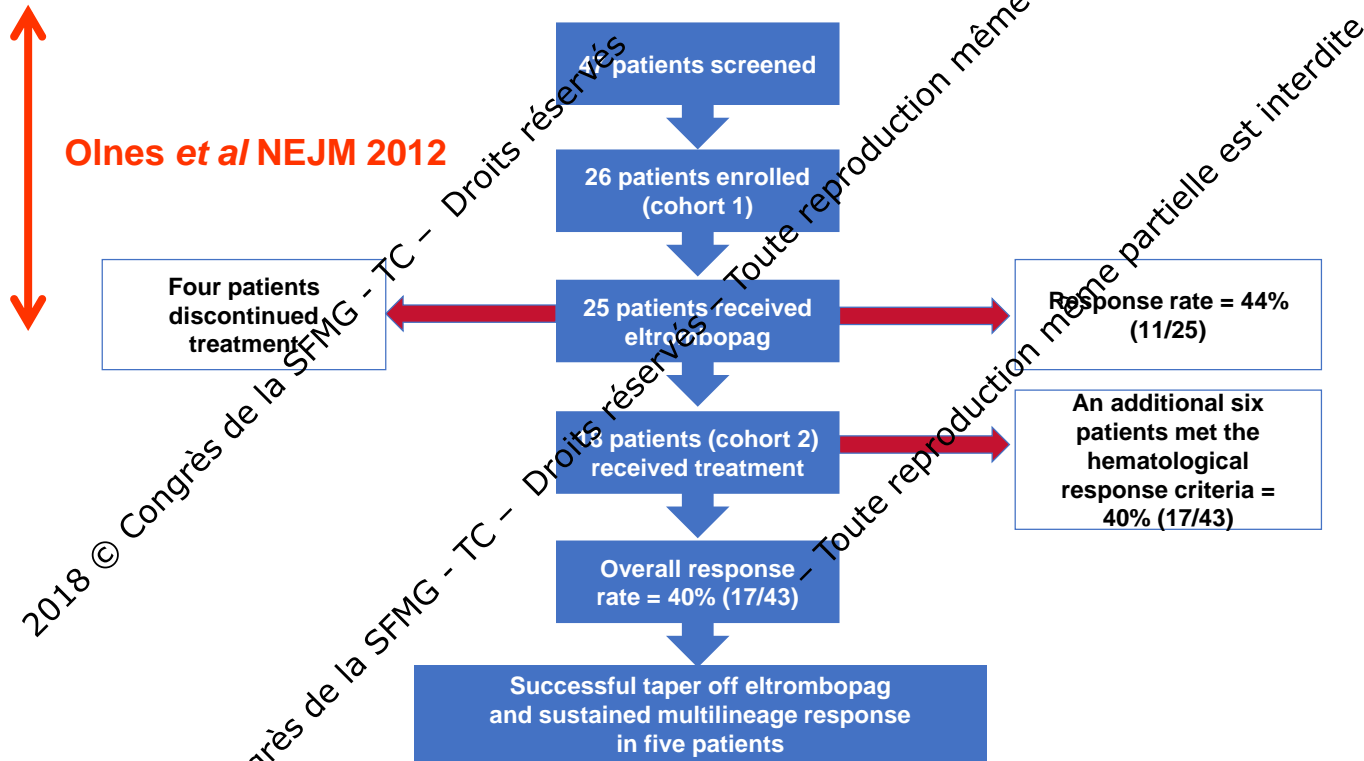 47 patients screened
Olnes et al NEJM 2012
26 patients enrolled
(cohort 1)
Four patients
discontinued
treatment
25 patients received
eltrombopag
Response rate = 44%
(11/25)
18 patients (cohort 2)
received treatment
An additional six
patients met the
hematological
response criteria =
40% (17/43)
Overall response
rate = 40% (17/43)
Successful taper off eltrombopag
and sustained multilineage response
in five patients
2018 © Congrès de la SFMG - TC – Droits réservés – Toute reproduction même
de la SFMG - TC – Droits réservés – Toute reproduction même partielle est interdite